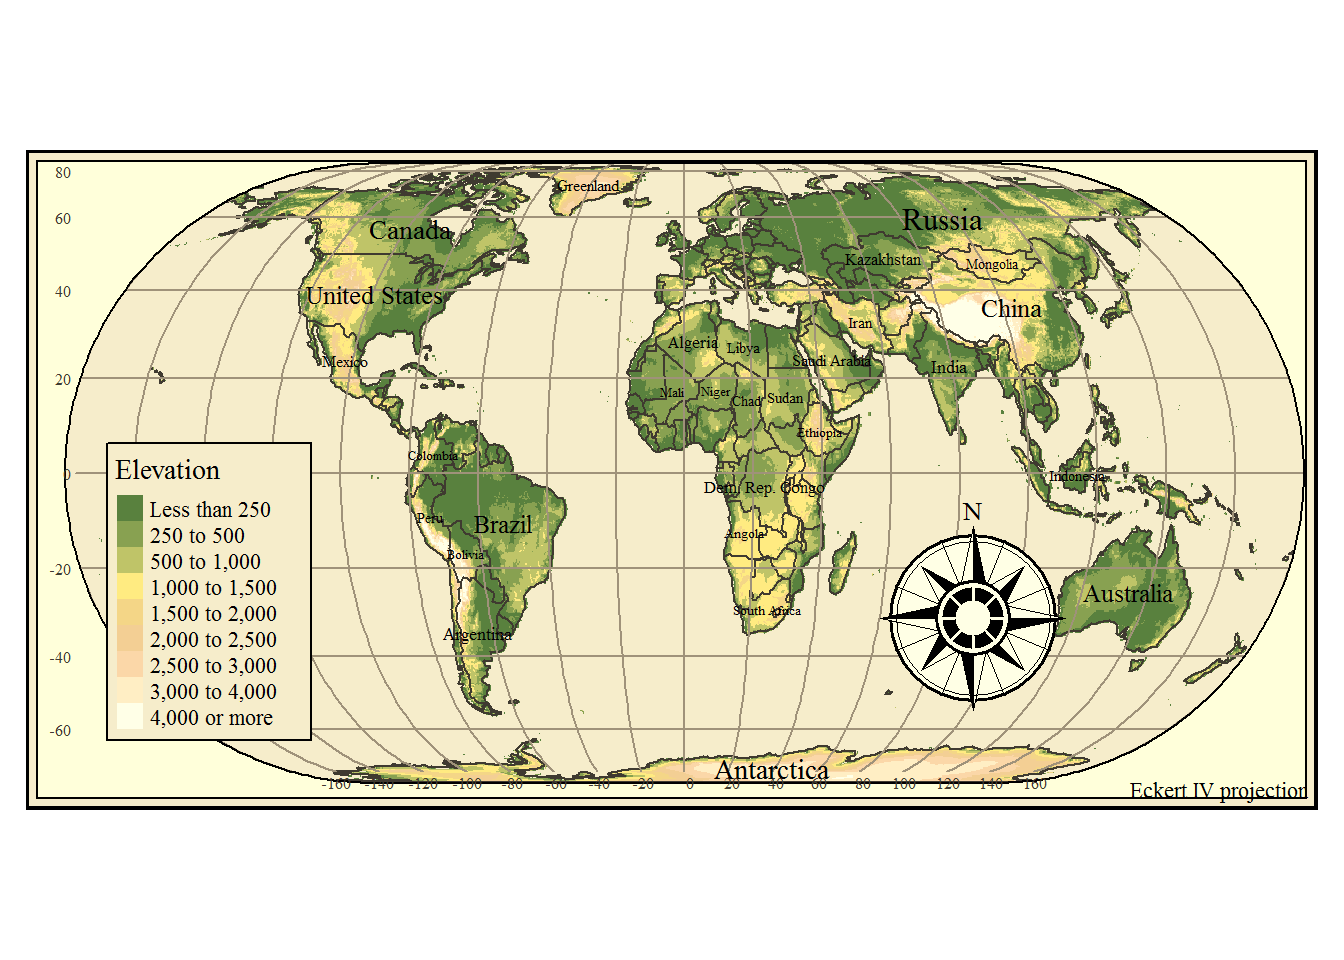 80
60
40
20
0
-20
-40
-60
Greenland
Canada
Russia
Kazakhstan
Mongolia
United States
China
Iran
Algeria
Libya
Mexico
Saudi Arabia
India
Mali
Niger
Chad
Sudan
Ethiopia
Colombia
Indonesia
Dem. Rep. Congo
Peru
Brazil
Angola
Bolivia
N
Australia
South Africa
Argentina
Elevation
Less than 250
250 to 500
500 to 1,000
1,000 to 1,500
1,500 to 2,000
2,000 to 2,500
2,500 to 3,000
3,000 to 4,000
4,000 or more
Antarctica
-160 -140 -120 -100 -80 -60 -40 -20 0 20 40 60 80 100 120 140 160
Eckert IV projection